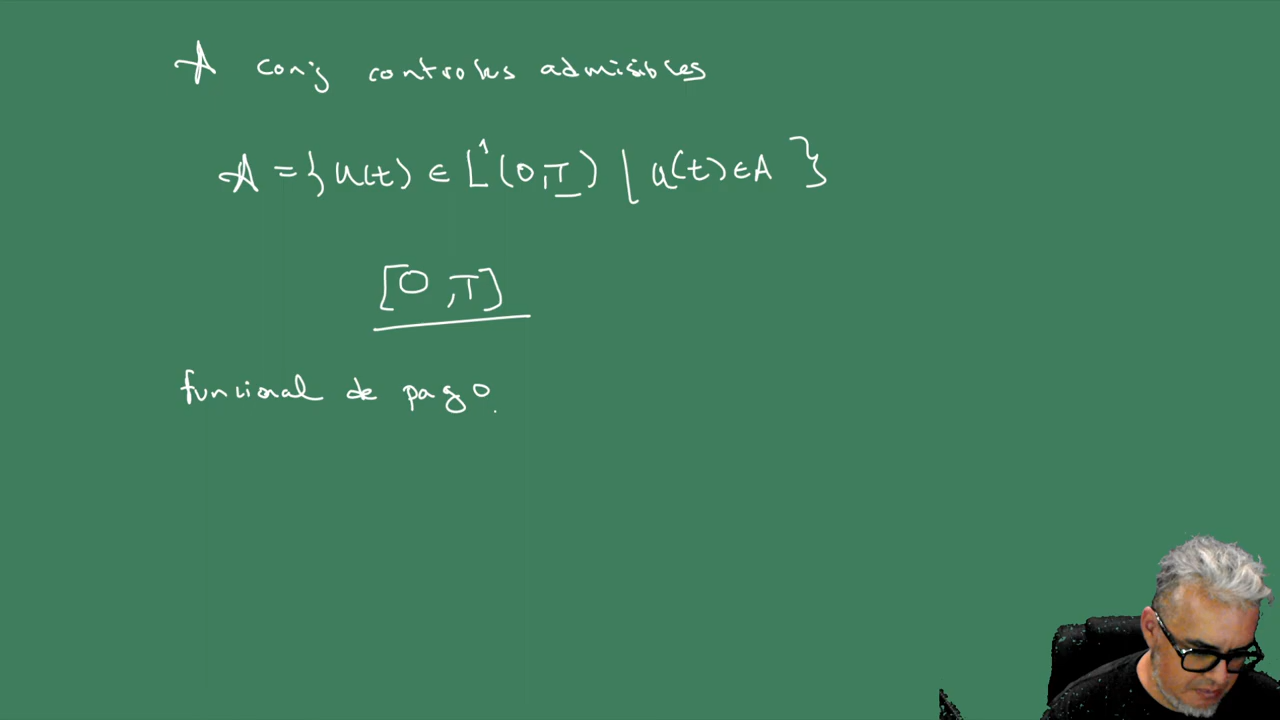 𝒜 conj controles admisibles
𝒜 = { u(t) ∈ L¹(0,T) | u(t) ∈ A }
[0,T]
funcional de pago